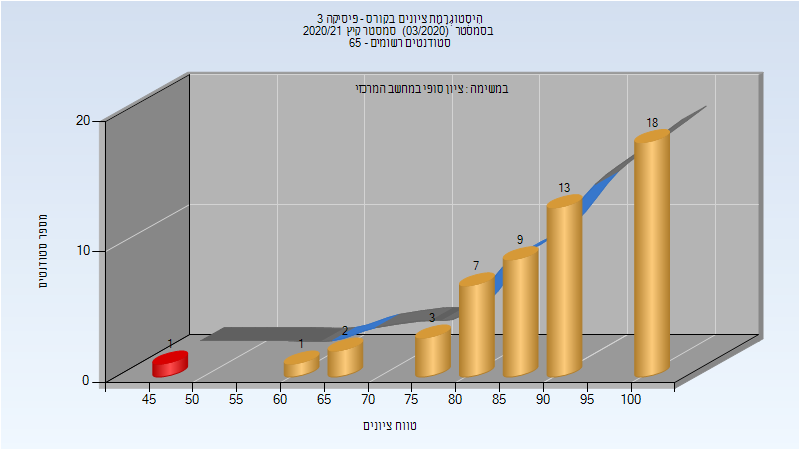 היסטוגרמת ציונים בקורס - פיסיקה 3
בסמסטר (03/2020) סמסטר קיץ 2020/21
סטודנטים רשומים - 65
במשימה : ציון סופי במחשב המרכזי
מספר סטודנטים
20
10
0
1
1
2
3
7
9
13
18
45 50 55 60 65 70 75 80 85 90 95 100
טווח ציונים